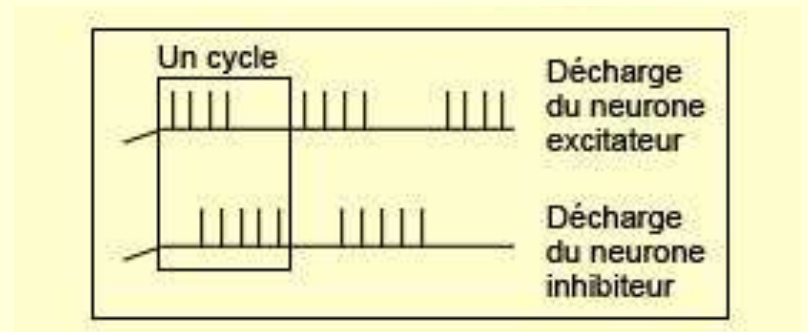 Un cycle
Décharge
du neurone
excitateur
Décharge
du neurone
inhibiteur